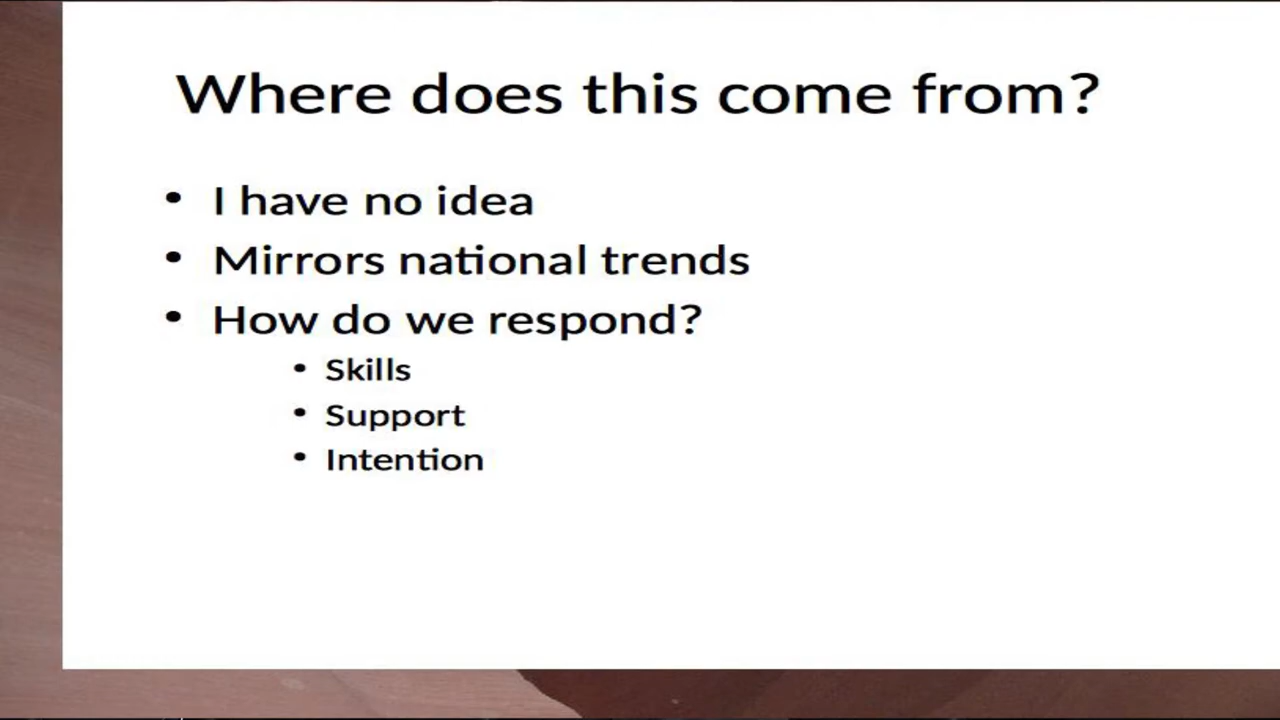 Where does this come from?
• I have no idea
• Mirrors national trends
• How do we respond?
• Skills
• Support
• Intention